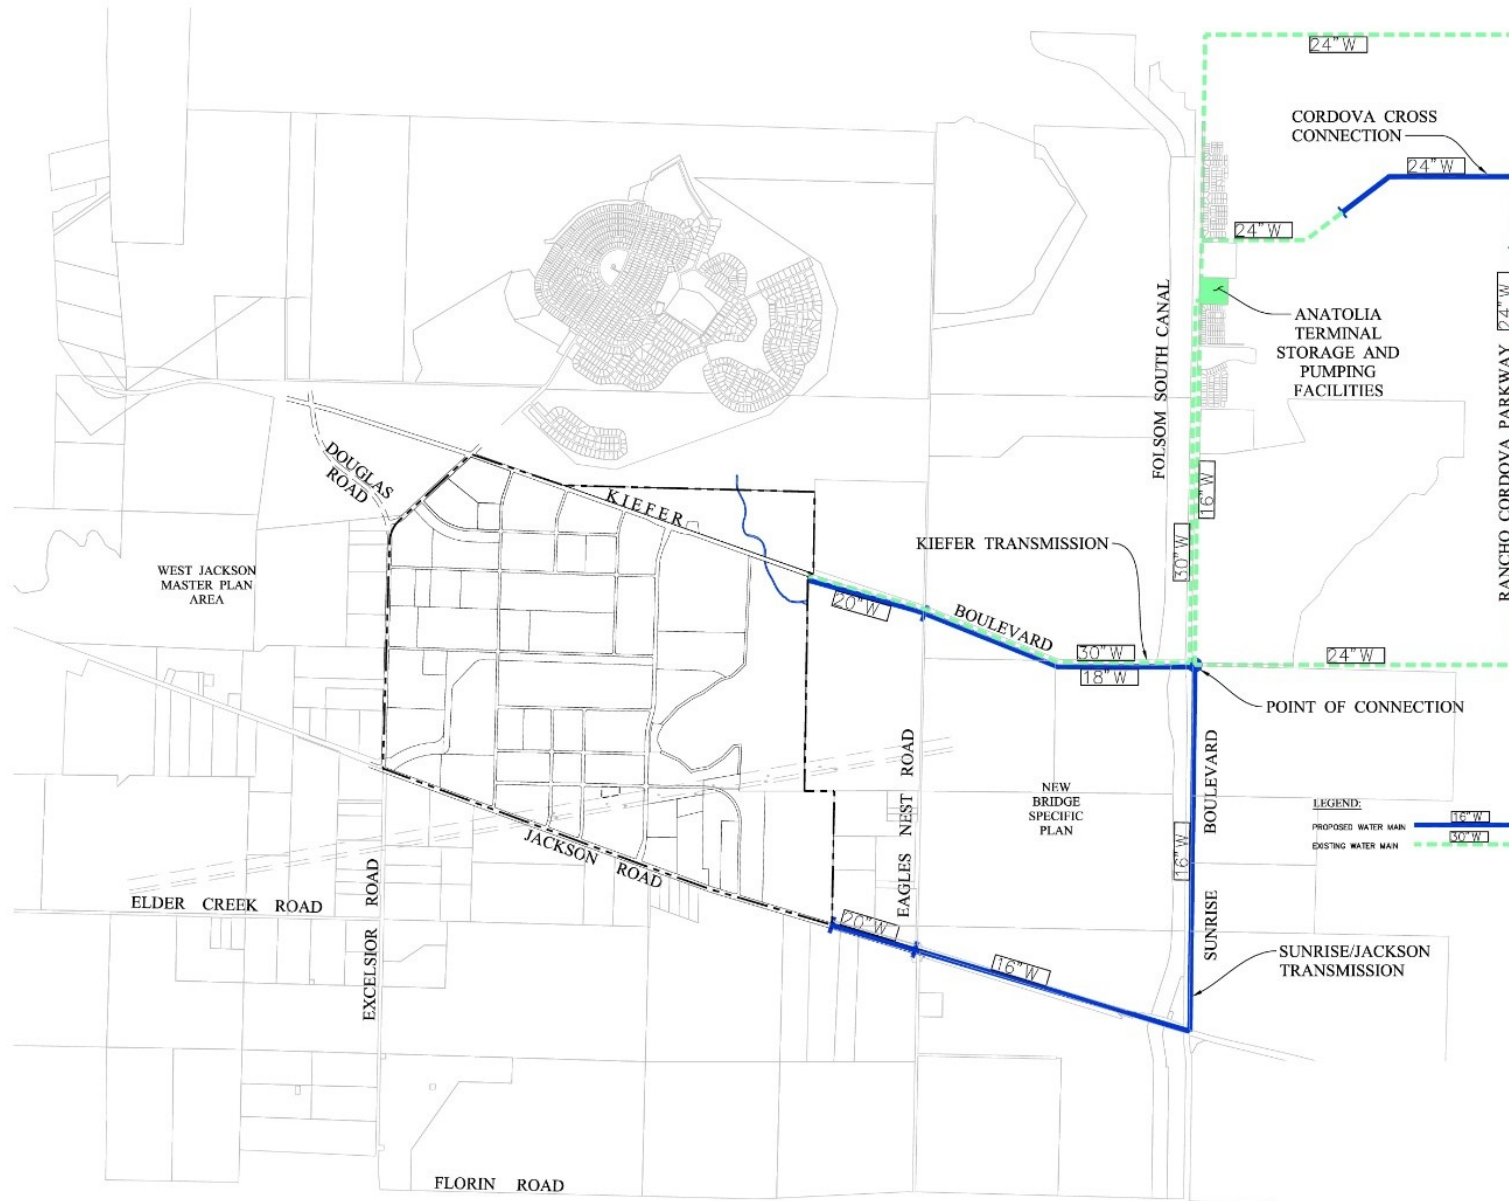 24"W
CORDOVA CROSS
CONNECTION
24"W
24"W
24"W
FOLSOM SOUTH CANAL
ANATOLIA
TERMINAL
STORAGE AND
PUMPING
FACILITIES
RANCHO CORDOVA PARKWAY
DOUGLAS
ROAD
KIEFER
16"W
30"W
KIEFER TRANSMISSION
WEST JACKSON
MASTER PLAN
AREA
20"W
BOULEVARD
30"W
18"W
24"W
POINT OF CONNECTION
EAGLES NEST ROAD
NEW
BRIDGE
SPECIFIC
PLAN
SUNRISE BOULEVARD
16"W
LEGEND:
PROPOSED WATER MAIN
16"W
EXISTING WATER MAIN
30"W
JACKSON ROAD
EXCELSIOR ROAD
ELDER CREEK ROAD
20"W
16"W
SUNRISE/JACKSON
TRANSMISSION
FLORIN ROAD